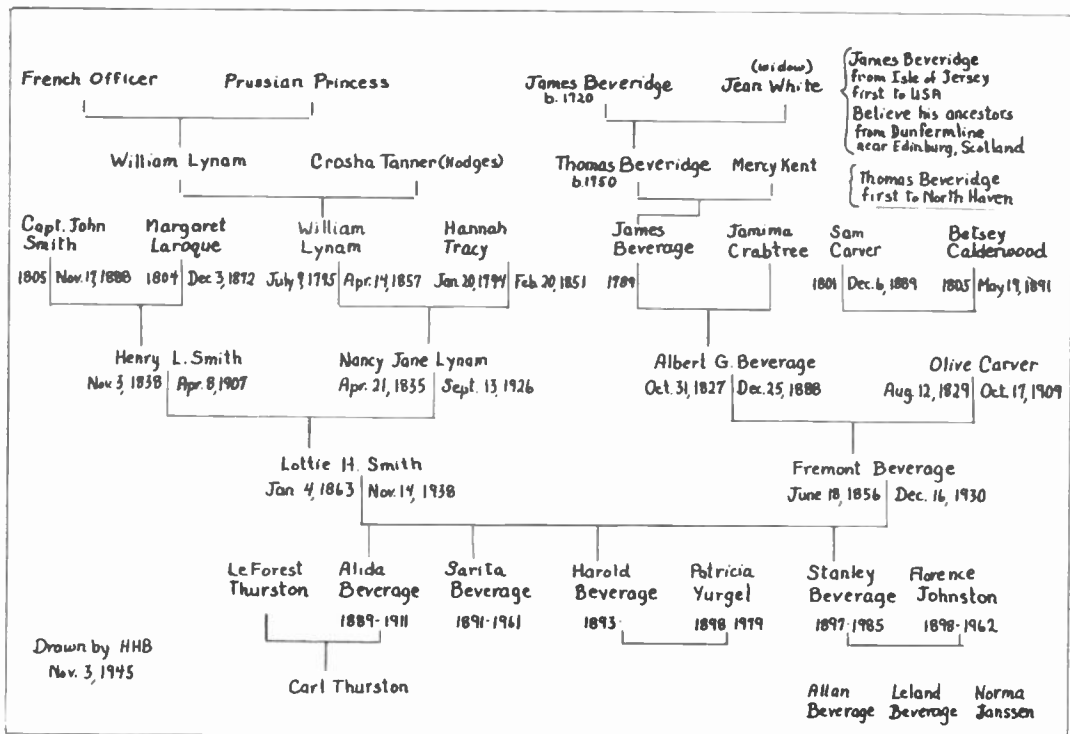 French Officer
Prussian Princess
James Beveridge
b. 1720
(widow)
Jean White
James Beveridge
from Isle of Jersey
first to USA
Believe his ancestors
from Dunfermline
near Edinburg, Scotland
William Lynam
Crosha Tanner (Hodges)
Thomas Beveridge
b. 1750
Mercy Kent
Thomas Beveridge
first to North Haven
Capt. John
Smith
1805 Nov. 17, 1888
Margaret
Laroque
1804 Dec 3, 1872
William
Lynam
July 9, 1795 Apr. 14, 1857
Hannah
Tracy
Jan. 20, 1794 Feb. 20, 1851
James
Beverage
1789
Jamima
Crabtree
Sam
Carver
1801 Dec. 6, 1889
Betsey
Calderwood
1805 May 19, 1891
Henry L. Smith
Nov. 3, 1838 Apr. 8, 1907
Nancy Jane Lynam
Apr. 21, 1835 Sept. 13, 1926
Albert G. Beverage
Oct. 31, 1827 Dec. 25, 1888
Olive Carver
Aug. 12, 1829 Oct. 17, 1909
Lottie H. Smith
Jan 4, 1863 Nov. 14, 1938
Fremont Beverage
June 18, 1856 Dec. 16, 1930
LeForest
Thurston
Alida
Beverage
1889-1911
Sarita
Beverage
1891-1961
Harold
Beverage
1893-
Patricia
Yurgel
1898 1979
Stanley
Beverage
1897-1985
Florence
Johnston
1898-1962
Carl Thurston
Allan
Beverage
Leland
Beverage
Norma
Janssen
Drawn by HHB
Nov. 3, 1945